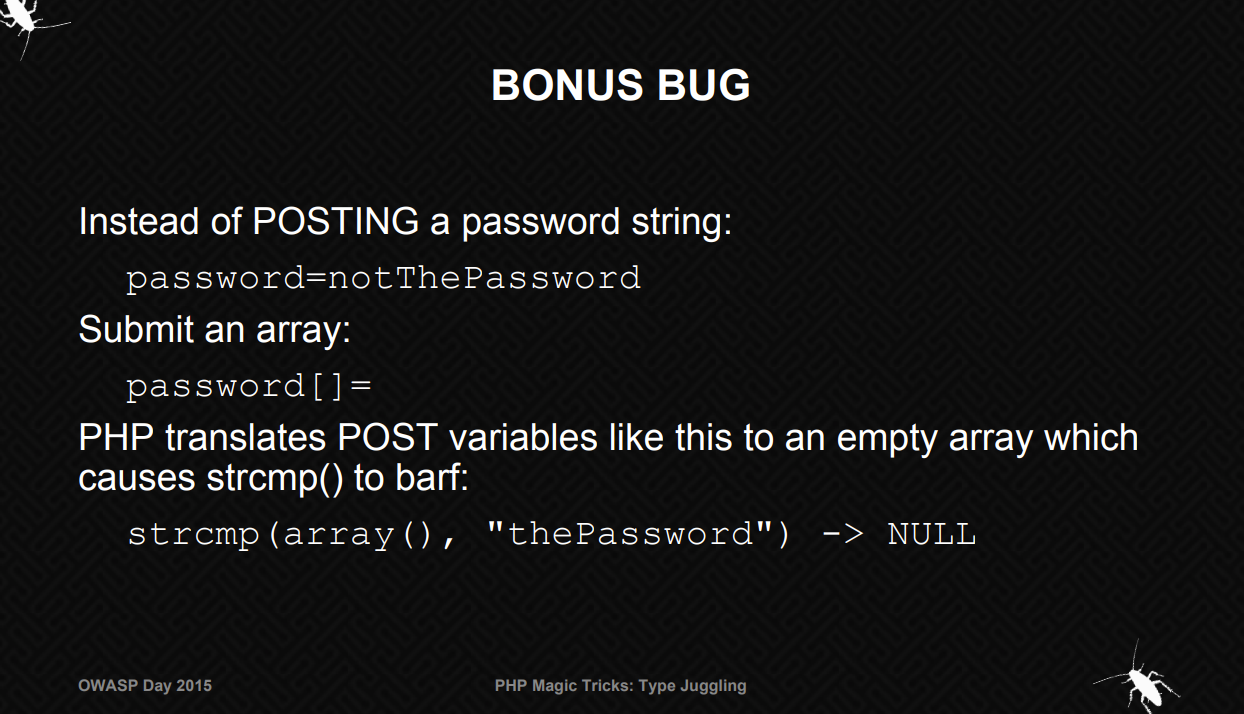 BONUS BUG
Instead of POSTING a password string:
password=notThePassword
Submit an array:
password[]=
PHP translates POST variables like this to an empty array which
causes strcmp() to barf:
strcmp(array(), "thePassword") -> NULL
OWASP Day 2015
PHP Magic Tricks: Type Juggling